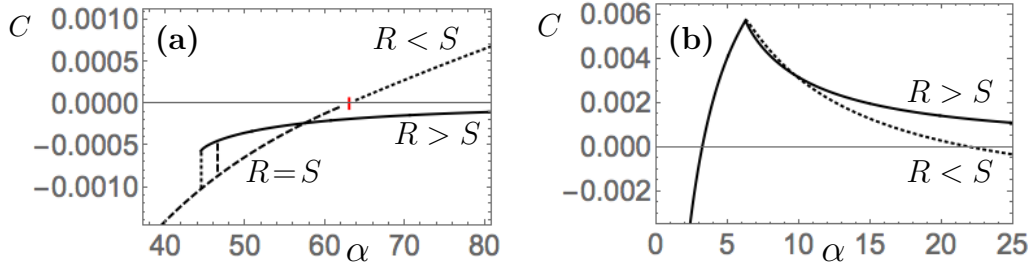 C
0.0010
0.0005
0.0000
−0.0005
−0.0010
(a)
R < S
R > S
R = S
40 50 60 70 80
α
C
0.006
0.004
0.002
0.000
−0.002
(b)
R > S
R < S
0 5 10 15 20 25
α